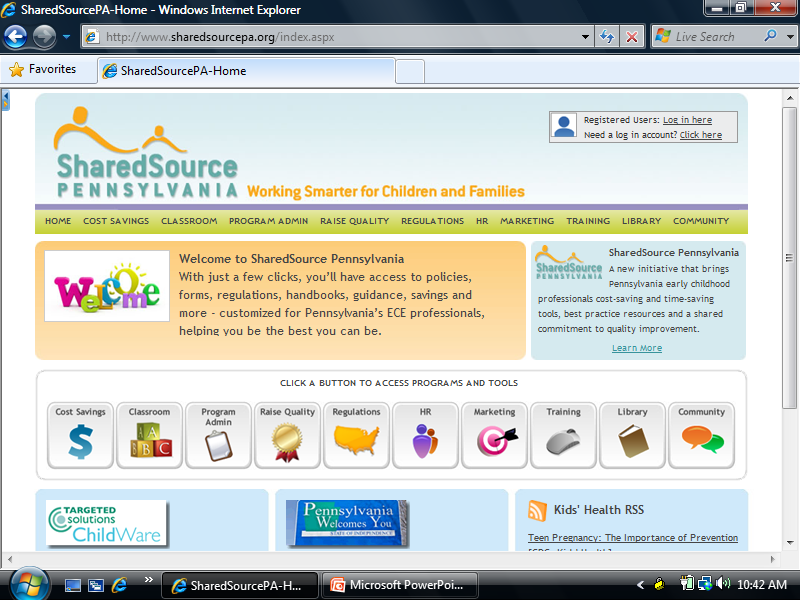 SharedSourcePA-Home - Windows Internet Explorer
http://www.sharedsourcepa.org/index.aspx
Live Search
Favorites
SharedSourcePA-Home
SharedSource
PENNSYLVANIA
Working Smarter for Children and Families
Registered Users: Log in here
Need a log in account? Click here
HOME COST SAVINGS CLASSROOM PROGRAM ADMIN RAISE QUALITY REGULATIONS HR MARKETING TRAINING LIBRARY COMMUNITY
Welcome
Welcome to SharedSource Pennsylvania
With just a few clicks, you'll have access to policies,
forms, regulations, handbooks, guidance, savings and
more - customized for Pennsylvania's ECE professionals,
helping you be the best you can be.
SharedSource
PENNSYLVANIA
SharedSource Pennsylvania
A new initiative that brings
Pennsylvania early childhood
professionals cost-saving and time-saving
tools, best practice resources and a shared
commitment to quality improvement.
Learn More
CLICK A BUTTON TO ACCESS PROGRAMS AND TOOLS
Cost Savings
$
Classroom
A
B C
Program
Admin
Raise Quality
Regulations
HR
Marketing
Training
Library
Community
TARGETED
solutions
ChildWare
Pennsylvania
Welcomes You
STATE OF INDEPENDENCE
Kids' Health RSS
Teen Pregnancy: The Importance of Prevention
SharedSourcePA-H...
Microsoft PowerPoi...
10:42 AM